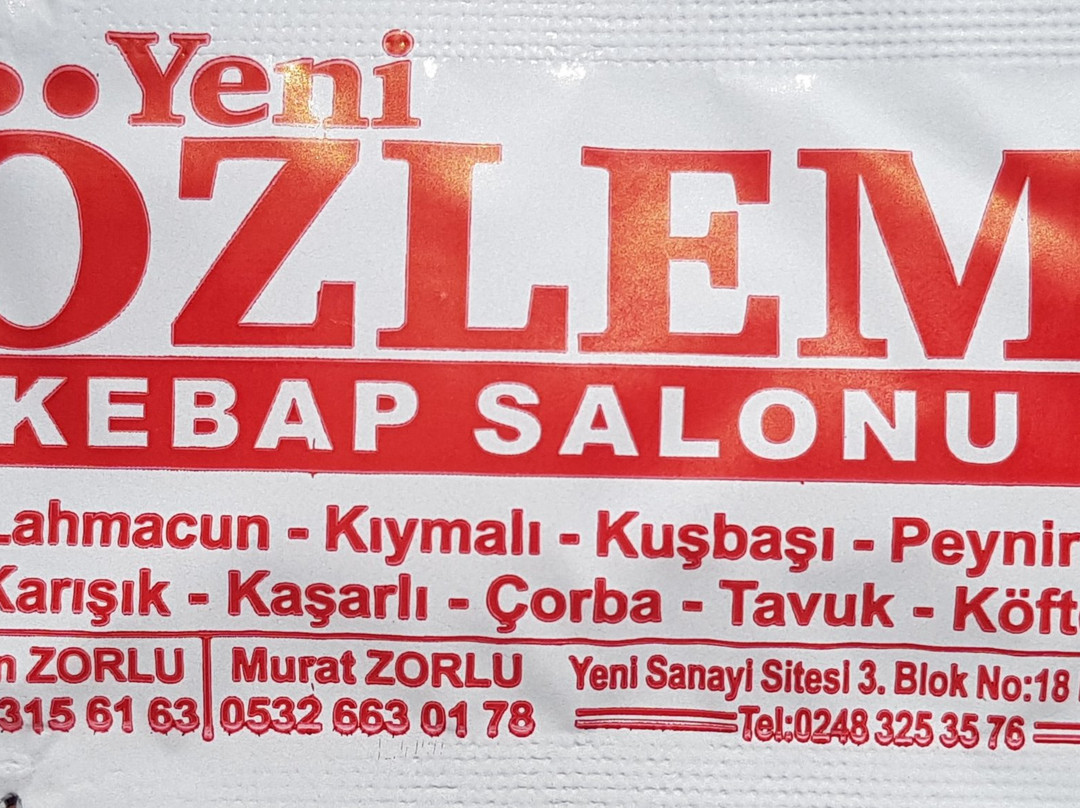 Yeni
ÖZLEM
KEBAP SALONU
Lahmacun - Kıymalı - Kuşbaşı - Peynir
Karışık - Kaşarlı - Çorba - Tavuk - Köft
n ZORLU Murat ZORLU Yeni Sanayi Sitesi 3. Blok No:18
315 61 63 0532 663 01 78 Tel:0248 325 35 76